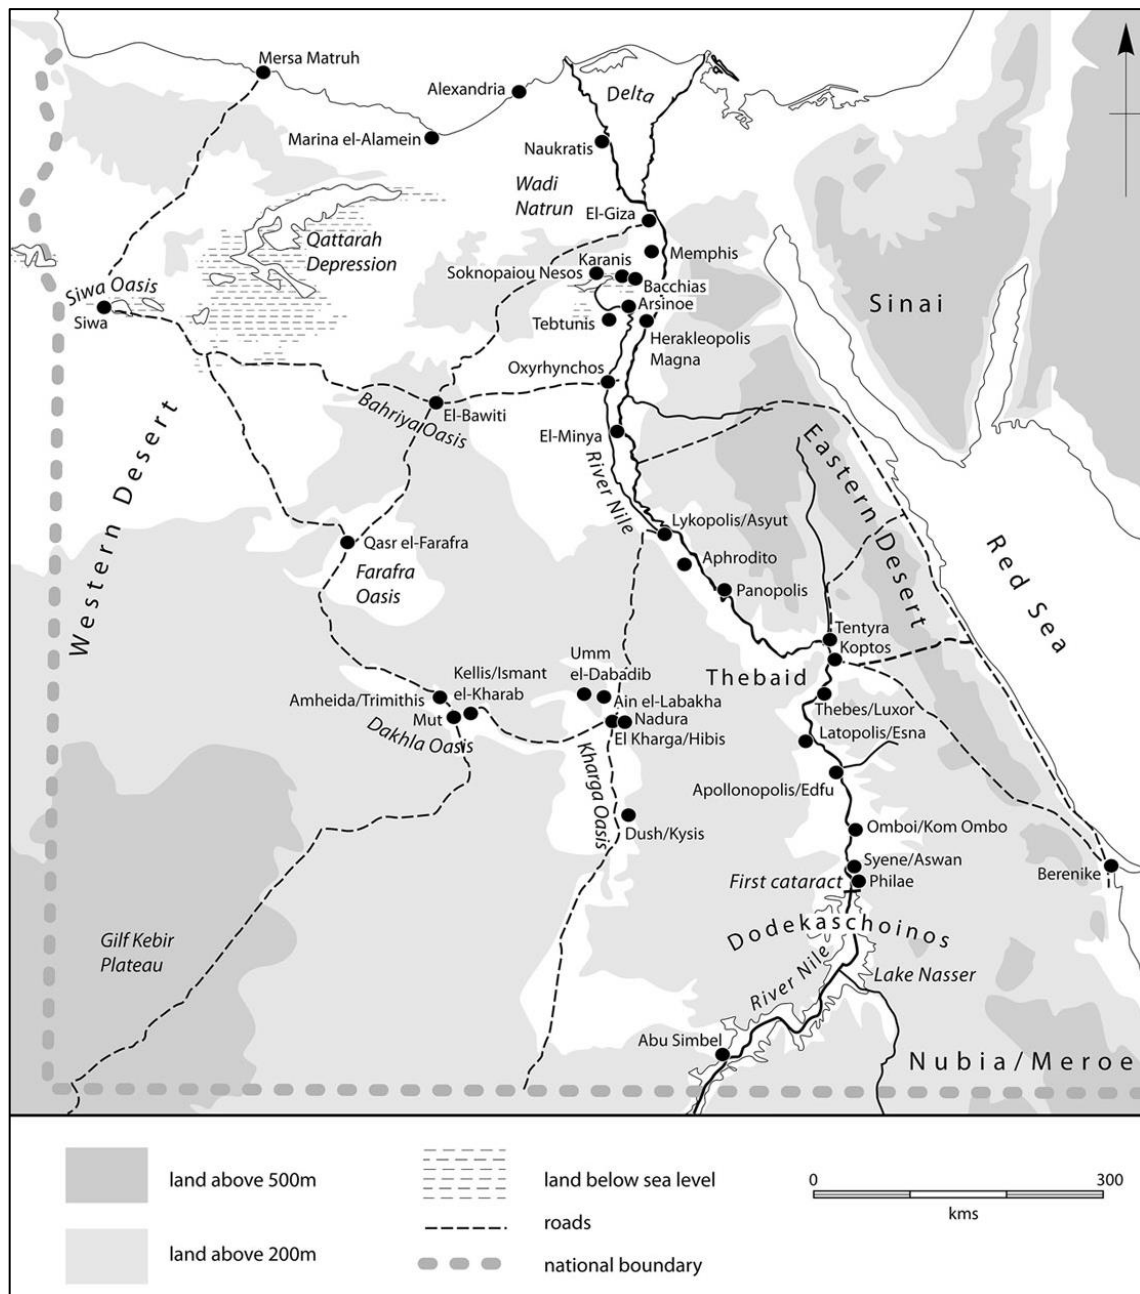 Mersa Matruh
Alexandria
Delta
Marina el-Alamein
Naukratis
Wadi
Natrun
El-Giza
Qattarah
Depression
Karanis
Memphis
Soknopaiou Nesos
Bacchias
Siwa Oasis
Siwa
Arsinoe
Tebtunis
Herakleopolis
Magna
Sinai
Oxyrhynchos
Bahriya Oasis
El-Bawiti
El-Minya
River Nile
Western Desert
Eastern Desert
Red Sea
Lykopolis/Asyut
Qasr el-Farafra
Farafra
Oasis
Aphrodito
Panopolis
Tentyra
Koptos
Umm
el-Dabadib
Thebaid
Kellis/Ismant
el-Kharab
Amheida/Trimithis
Mut
Dakhla Oasis
Ain el-Labakha
Nadura
El Kharga/Hibis
Kharga Oasis
Thebes/Luxor
Latopolis/Esna
Apollonopolis/Edfu
Dush/Kysis
Omboi/Kom Ombo
Syene/Aswan
First cataract
Philae
Berenike
Dodekaschoinos
Gilf Kebir
Plateau
River Nile
Lake Nasser
Abu Simbel
Nubia/Meroe
land above 500m
land above 200m
land below sea level
roads
national boundary
0 300
kms